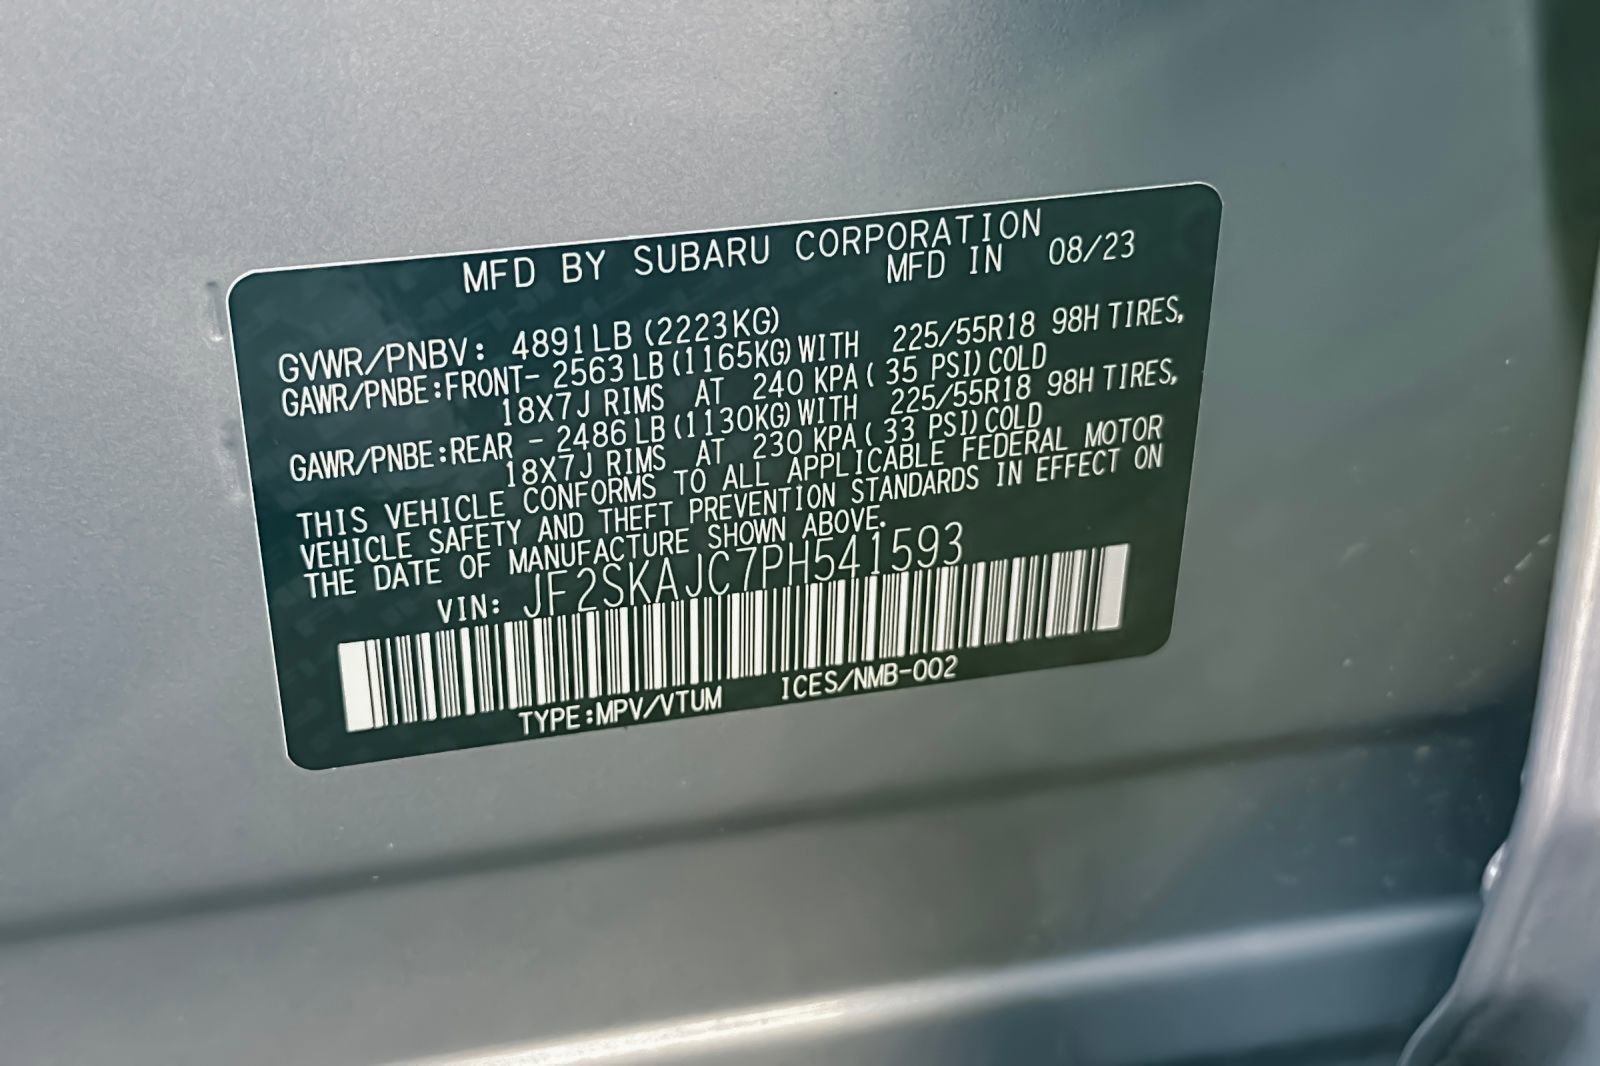 MFD BY SUBARU CORPORATION
MFD IN 08/23
GVWR/PNBV: 4891LB(2223KG)
GAWR/PNBE:FRONT- 2563LB(1165KG)WITH 225/55R18 98H TIRES,
18X7J RIMS AT 240 KPA( 35 PSI)COLD
GAWR/PNBE:REAR - 2486LB(1130KG)WITH 225/55R18 98H TIRES,
18X7J RIMS AT 230 KPA( 33 PSI)COLD
THIS VEHICLE CONFORMS TO ALL APPLICABLE FEDERAL MOTOR
VEHICLE SAFETY AND THEFT PREVENTION STANDARDS IN EFFECT ON
THE DATE OF MANUFACTURE SHOWN ABOVE.
VIN: JF2SKAJC7PH541593
TYPE:MPV/VTUM ICES/NMB-002